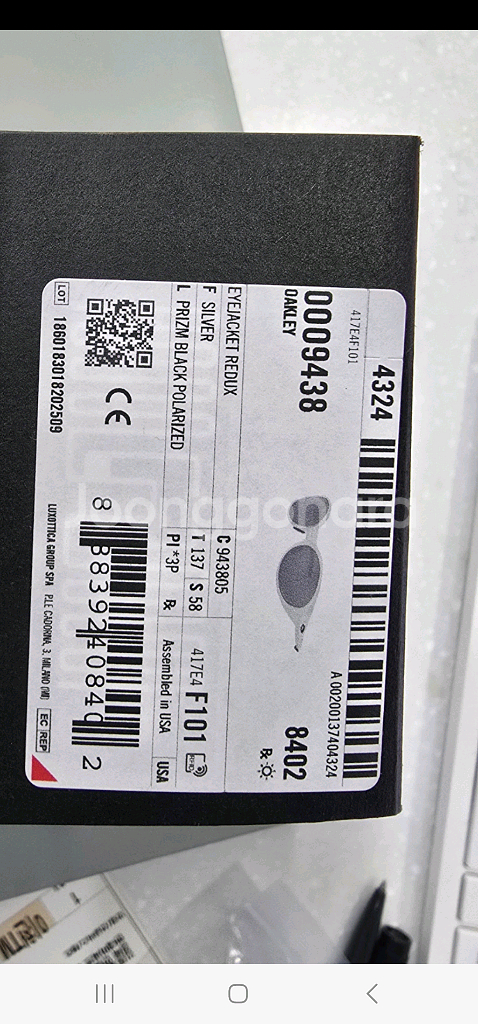 4324
417E4F101
A 00200137404324
0009438
8402
OAKLEY
EYEJACKET REDUX
C 943805
F SILVER
T 137
S 58
417E4
F101
L PRIZM BLACK POLARIZED
PI *3P
Assembled in USA
USA
CE
8 88392 40840 2
LOT
1860183018202509
LUXOTTICA GROUP SPA
P.LE CADORNA, 3, MILANO (MI)
EC REP
joonggonara